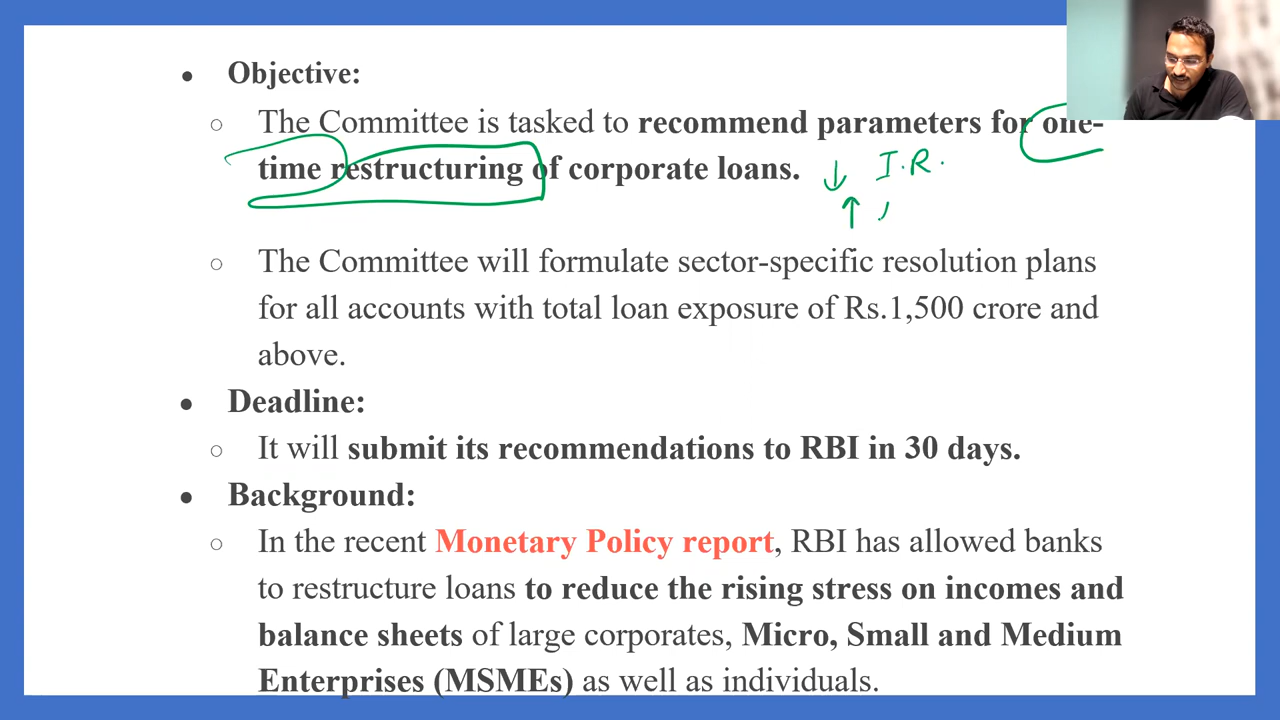 ● Objective:
○ The Committee is tasked to recommend parameters for one-
time restructuring of corporate loans.
↓ I.R.
↑
○ The Committee will formulate sector-specific resolution plans
for all accounts with total loan exposure of Rs.1,500 crore and
above.
● Deadline:
○ It will submit its recommendations to RBI in 30 days.
● Background:
○ In the recent Monetary Policy report, RBI has allowed banks
to restructure loans to reduce the rising stress on incomes and
balance sheets of large corporates, Micro, Small and Medium
Enterprises (MSMEs) as well as individuals.